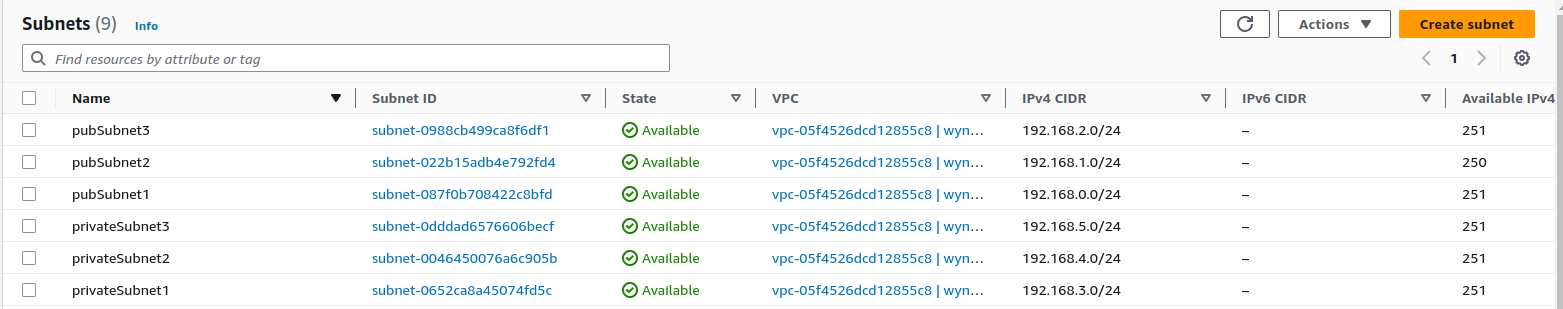 Subnets (9) Info
Actions Create subnet
Find resources by attribute or tag
1
Name Subnet ID State VPC IPv4 CIDR IPv6 CIDR Available IPv4
pubSubnet3 subnet-0988cb499ca8f6df1 Available vpc-05f4526dcd12855c8 | wyn… 192.168.2.0/24 – 251
pubSubnet2 subnet-022b15adb4e792fd4 Available vpc-05f4526dcd12855c8 | wyn… 192.168.1.0/24 – 250
pubSubnet1 subnet-087f0b708422c8bfd Available vpc-05f4526dcd12855c8 | wyn… 192.168.0.0/24 – 251
privateSubnet3 subnet-0dddad6576606becf Available vpc-05f4526dcd12855c8 | wyn… 192.168.5.0/24 – 251
privateSubnet2 subnet-0046450076a6c905b Available vpc-05f4526dcd12855c8 | wyn… 192.168.4.0/24 – 251
privateSubnet1 subnet-0652ca8a45074fd5c Available vpc-05f4526dcd12855c8 | wyn… 192.168.3.0/24 – 251